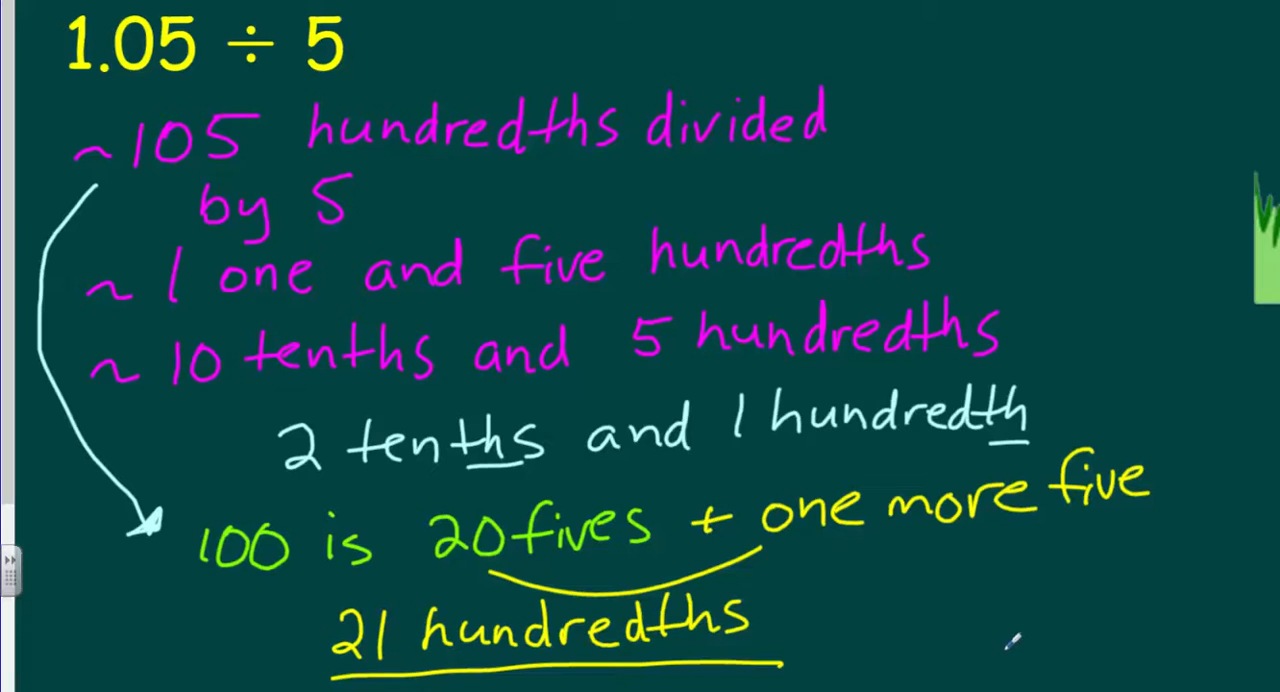 1.05 ÷ 5
~105 hundredths divided
by 5
~ 1 one and five hundredths
~ 10 tenths and 5 hundredths
2 tenths and 1 hundredth
100 is 20 fives + one more five
21 hundredths